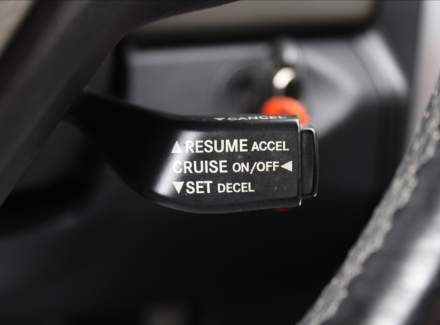 ▼CANCEL
▲RESUME ACCEL
CRUISE ON/OFF◄
▼SET DECEL